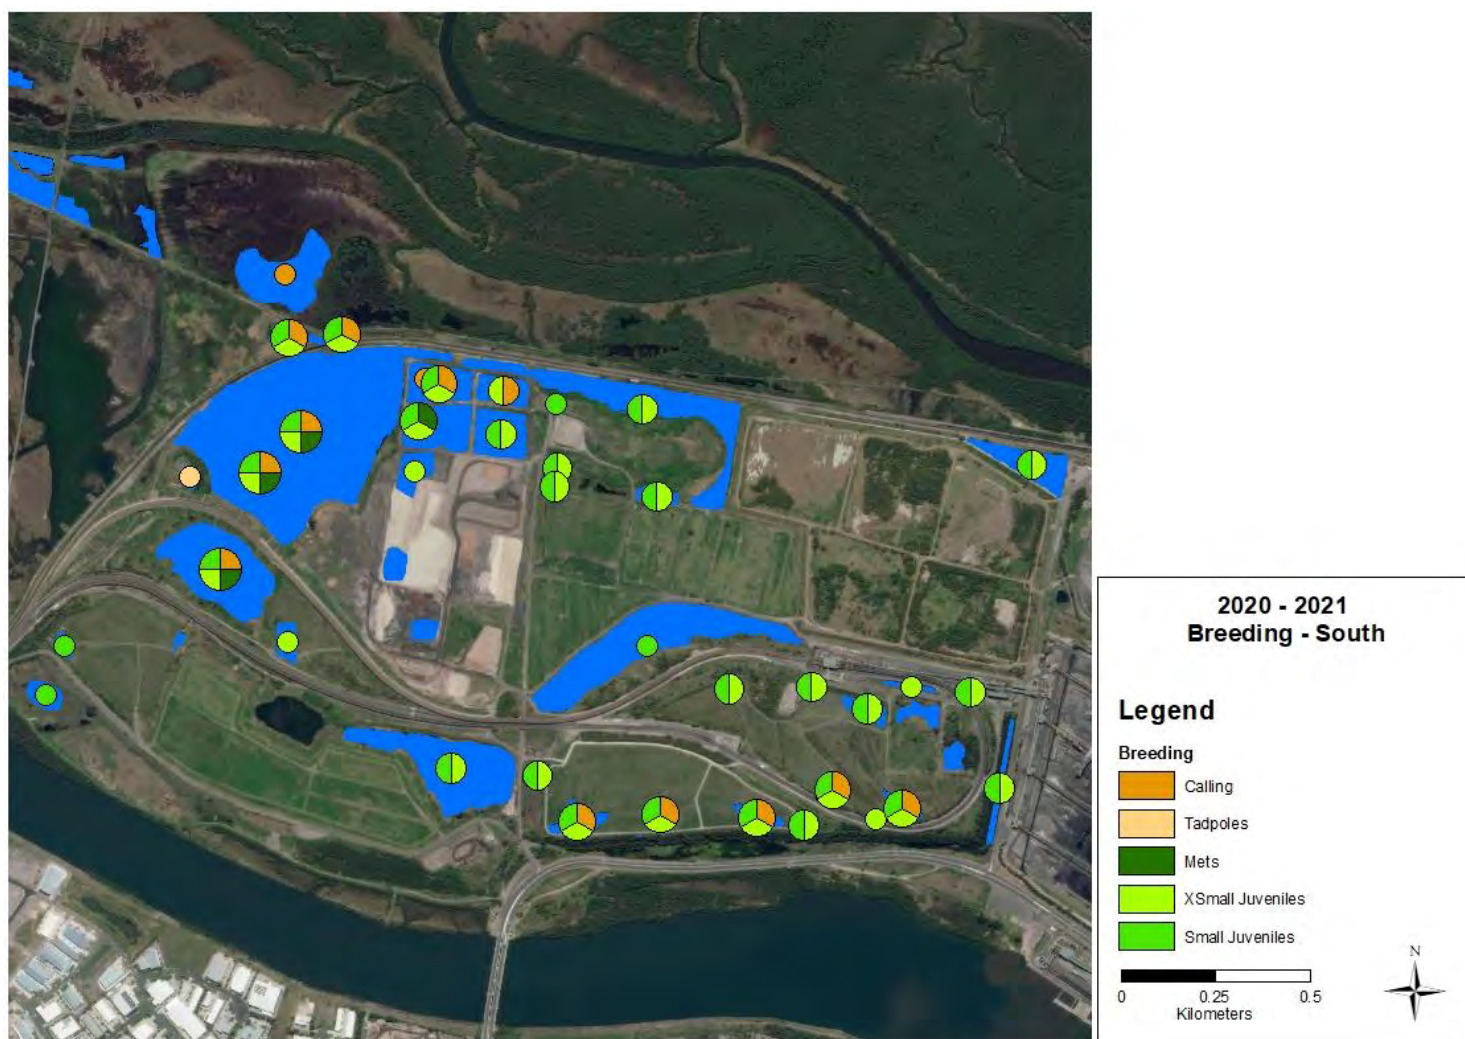 2020 - 2021
Breeding - South
Legend
Breeding
Calling
Tadpoles
Mets
XSmall Juveniles
Small Juveniles
N
0 0.25 0.5
Kilometers